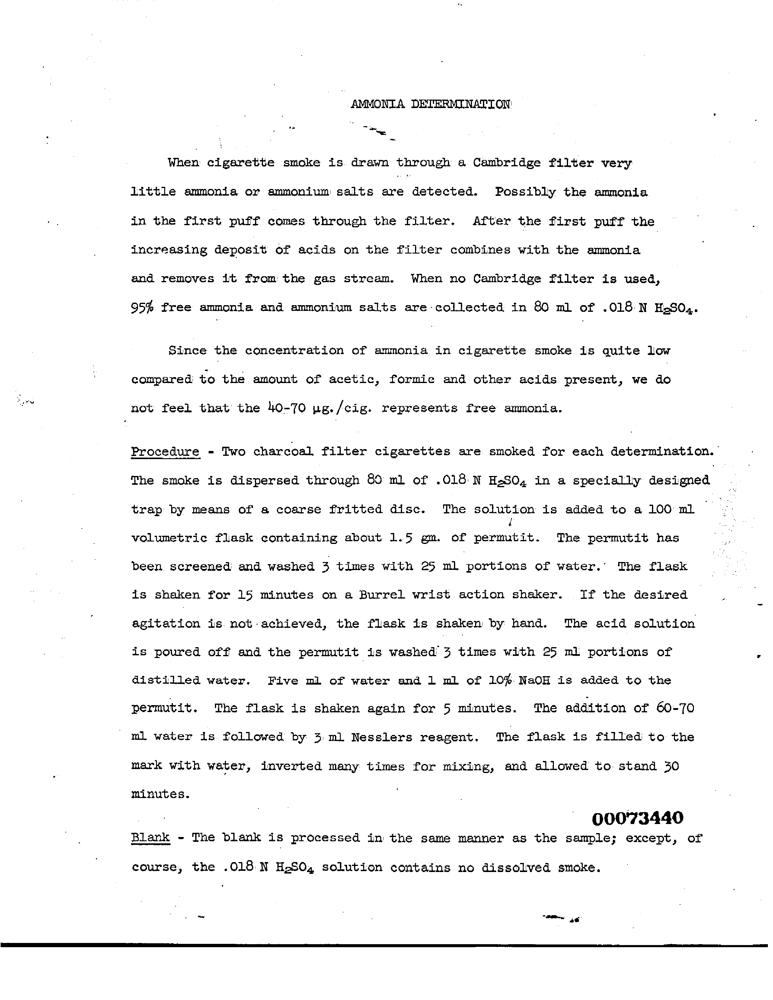 AMMONIA DETERMINATION
When cigarette smoke is drawn through a Cambridge filter very
little ammonia or ammonium salts are detected. Possibly the ammonia
in the first puff comes through the filter. After the first puff the
increasing deposit of acids on the filter combines with the ammonia
and removes it from the gas stream. When no Cambridge filter is used,
95% free ammonia and ammonium salts are collected in 80 ml of .018 N H₂SO₄.
Since the concentration of ammonia in cigarette smoke is quite low
compared to the amount of acetic, formic and other acids present, we do
not feel that the 40-70 µg./cig. represents free ammonia.
Procedure - Two charcoal filter cigarettes are smoked for each determination.
The smoke is dispersed through 80 ml of .018 N H₂SO₄ in a specially designed
trap by means of a coarse fritted disc. The solution is added to a 100 ml
volumetric flask containing about 1.5 gm. of permutit. The permutit has
been screened and washed 3 times with 25 ml portions of water. The flask
is shaken for 15 minutes on a Burrel wrist action shaker. If the desired
agitation is not achieved, the flask is shaken by hand. The acid solution
is poured off and the permutit is washed 3 times with 25 ml portions of
distilled water. Five ml of water and 1 ml of 10% NaOH is added to the
permutit. The flask is shaken again for 5 minutes. The addition of 60-70
ml water is followed by 3 ml Nesslers reagent. The flask is filled to the
mark with water, inverted many times for mixing, and allowed to stand 30
minutes.
00073440
Blank - The blank is processed in the same manner as the sample; except, of
course, the .018 N H₂SO₄ solution contains no dissolved smoke.